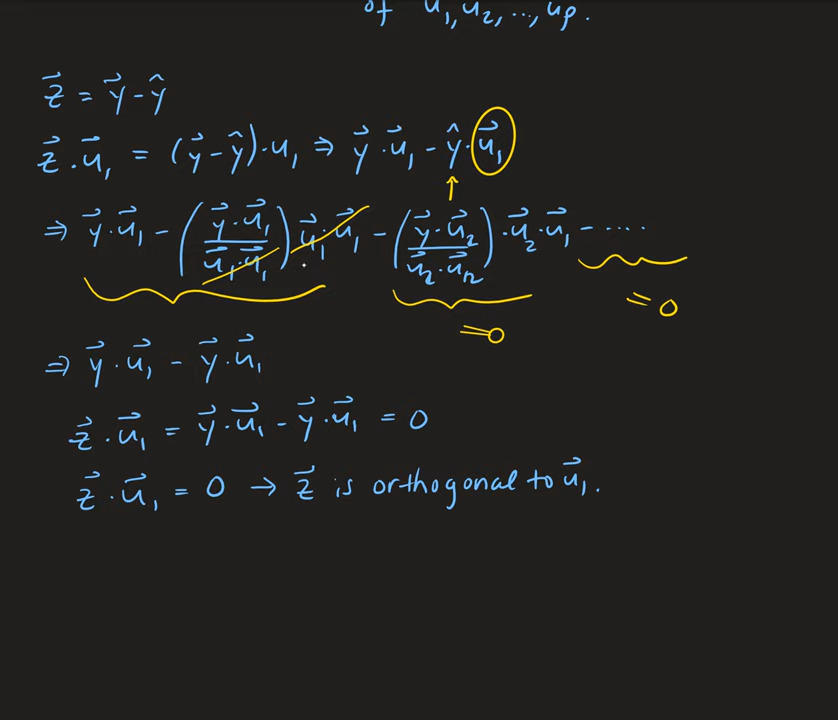 of u₁, u₂, ..., uₚ.
z⃗ = y⃗ - ŷ
z⃗ · u⃗₁ = (y⃗ - ŷ) · u₁ ⇒ y⃗ · u⃗₁ - ŷ · u⃗₁
⇒ y⃗ · u⃗₁ - (y⃗ · u⃗₁ / u⃗₁ · u⃗₁) u⃗₁ · u⃗₁ - (y⃗ · u⃗₂ / u⃗₂ · u⃗₂) · u⃗₂ · u⃗₁ - ....
= 0
= 0
⇒ y⃗ · u⃗₁ - y⃗ · u⃗₁
z⃗ · u⃗₁ = y⃗ · u⃗₁ - y⃗ · u⃗₁ = 0
z⃗ · u⃗₁ = 0 → z⃗ is orthogonal to u⃗₁.